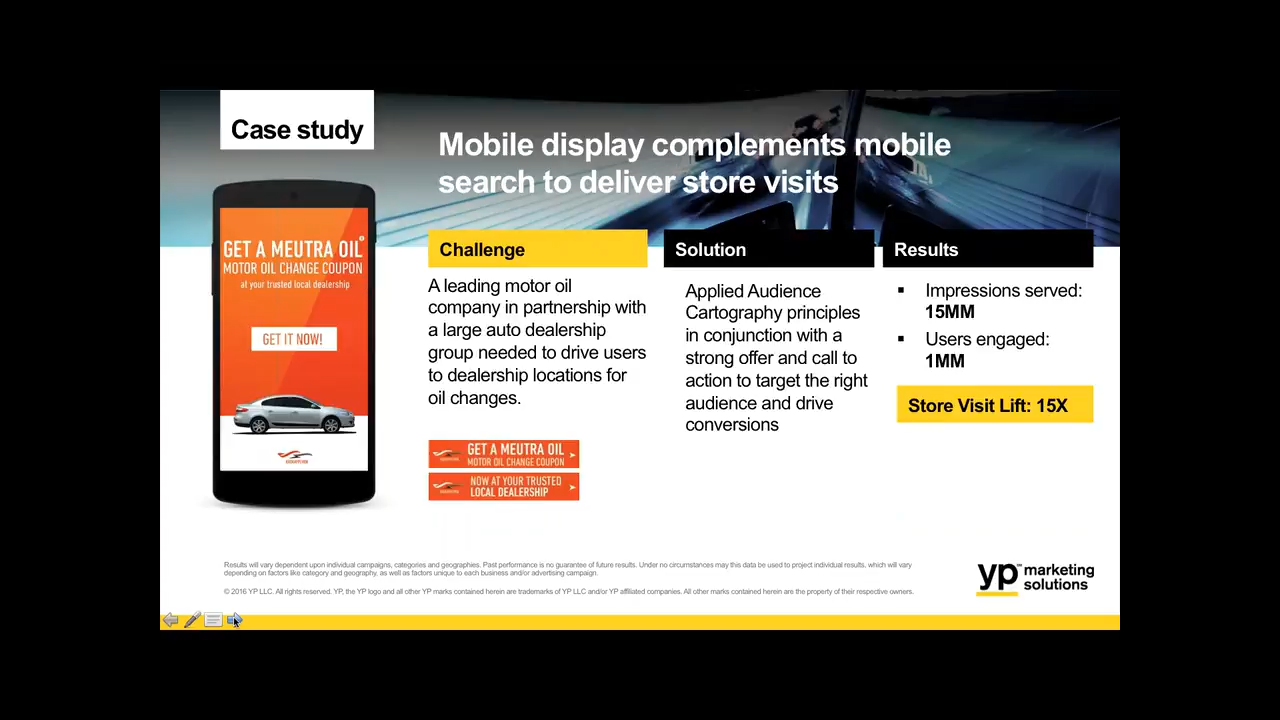 Case study
Mobile display complements mobile
search to deliver store visits
GET A MEUTRA OIL
MOTOR OIL CHANGE COUPON
at your trusted local dealership
GET IT NOW!
Challenge
A leading motor oil
company in partnership with
a large auto dealership
group needed to drive users
to dealership locations for
oil changes.
GET A MEUTRA OIL
MOTOR OIL CHANGE COUPON
NOW AT YOUR TRUSTED
LOCAL DEALERSHIP
Solution
Applied Audience
Cartography principles
in conjunction with a
strong offer and call to
action to target the right
audience and drive
conversions
Results
▪ Impressions served:
15MM
▪ Users engaged:
1MM
Store Visit Lift: 15X
Results will vary dependent upon individual campaigns, categories and geographies. Past performance is no guarantee of future results. Under no circumstances may this data be used to project individual results, which will vary
depending on factors like category and geography, as well as factors unique to each business and/or advertising campaign.
© 2016 YP LLC. All rights reserved. YP, the YP logo and all other YP marks contained herein are trademarks of YP LLC and/or YP affiliated companies. All other marks contained herein are the property of their respective owners.
yp℠ marketing
solutions